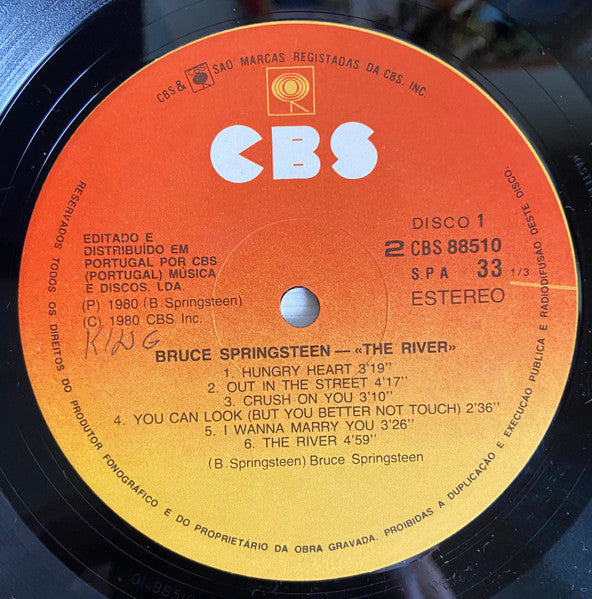 CBS & SAO MARCAS REGISTADAS DA CBS. INC.
CBS
DISCO 1
2 CBS 88510
SPA 33 1/3
ESTEREO
EDITADO E
DISTRIBUÍDO EM
PORTUGAL POR CBS
(PORTUGAL) MÚSICA
E DISCOS. LDA.
(P) 1980 (B. Springsteen)
(C) 1980 CBS Inc.
KING
BRUCE SPRINGSTEEN — «THE RIVER»
1. HUNGRY HEART 3'19''
2. OUT IN THE STREET 4'17''
3. CRUSH ON YOU 3'10''
4. YOU CAN LOOK (BUT YOU BETTER NOT TOUCH) 2'36''
5. I WANNA MARRY YOU 3'26''
6. THE RIVER 4'59''
(B. Springsteen) Bruce Springsteen
RESERVADOS TODOS OS DIREITOS DO PRODUTOR FONOGRÁFICO E DO PROPRIETÁRIO DA OBRA GRAVADA. PROIBIDAS A DUPLICAÇÃO E EXECUÇÃO PUBLICA E RADIODIFUSÃO DESTE DISCO.